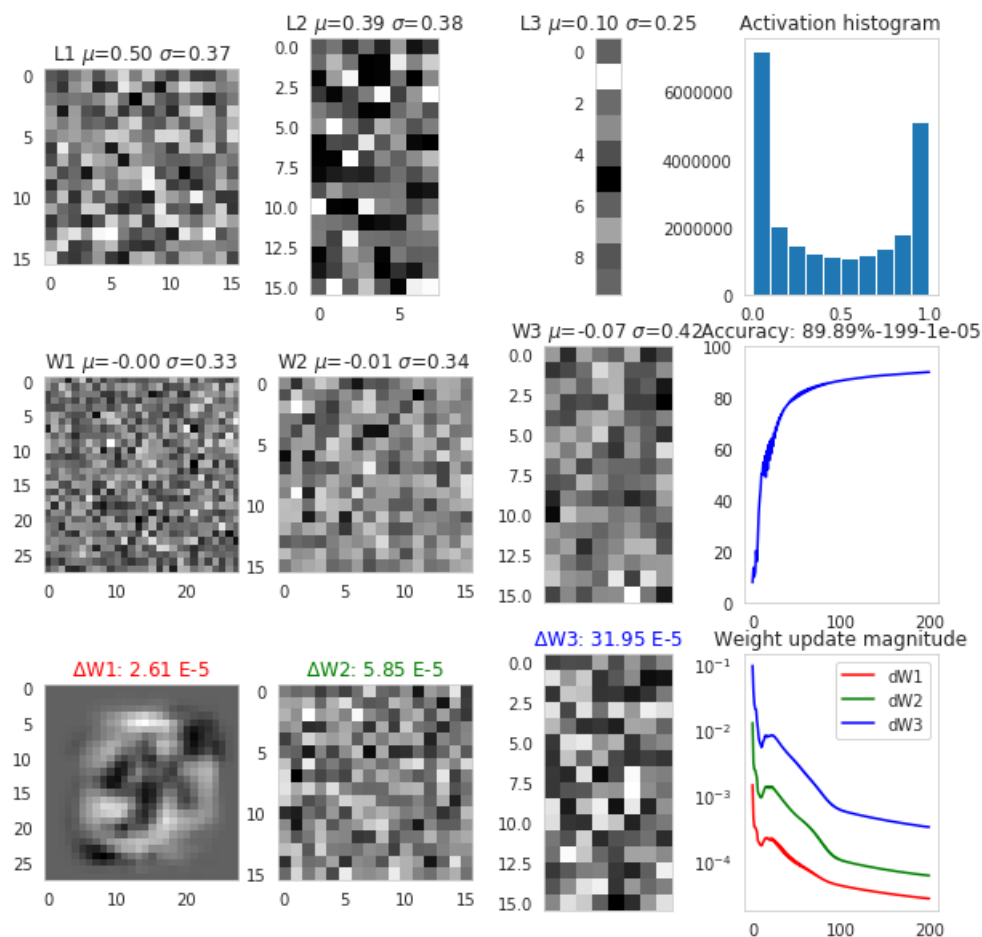 L1 μ=0.50 σ=0.37
0
5
10
15
0 5 10 15
L2 μ=0.39 σ=0.38
0.0
2.5
5.0
7.5
10.0
12.5
15.0
0 5
L3 μ=0.10 σ=0.25
0
2
4
6
8
Activation histogram
6000000
4000000
2000000
0
0.0 0.5 1.0
W1 μ=-0.00 σ=0.33
0
5
10
15
20
25
0 10 20
W2 μ=-0.01 σ=0.34
0
5
10
15
0 5 10 15
W3 μ=-0.07 σ=0.42
0.0
2.5
5.0
7.5
10.0
12.5
15.0
Accuracy: 89.89%-199-1e-05
100
80
60
40
20
0
0 100 200
ΔW1: 2.61 E-5
0
5
10
15
20
25
0 10 20
ΔW2: 5.85 E-5
0
5
10
15
0 5 10 15
ΔW3: 31.95 E-5
0.0
2.5
5.0
7.5
10.0
12.5
15.0
Weight update magnitude
10⁻¹
10⁻²
10⁻³
10⁻⁴
dW1
dW2
dW3
0 100 200